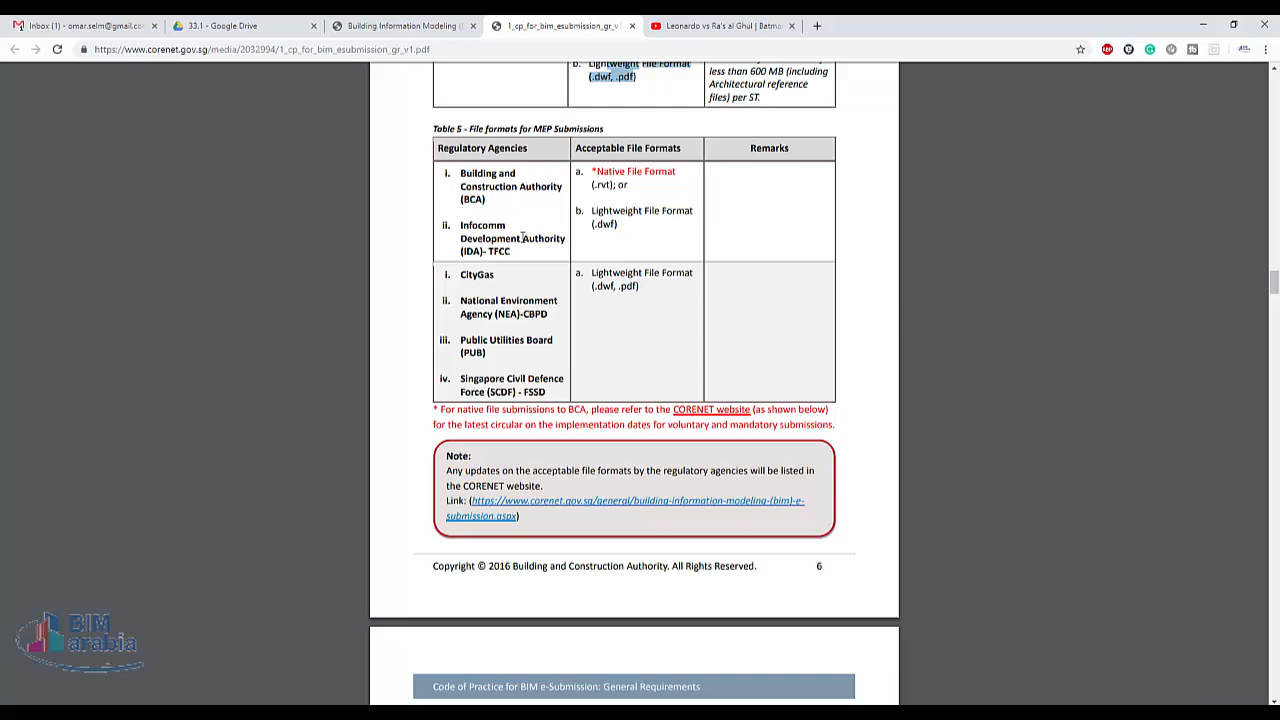 Inbox (1) - omar.selm@gmail.co
33.1 - Google Drive
Building Information Modeling (
1_cp_for_bim_esubmission_gr_v
Leonardo vs Ra's al Ghul | Batma
https://www.corenet.gov.sg/media/2032994/1_cp_for_bim_esubmission_gr_v1.pdf
b. Lightweight File Format
(.dwf, .pdf)
less than 600 MB (including
Architectural reference
files) per ST.
Table 5 - File formats for MEP Submissions
Regulatory Agencies
Acceptable File Formats
Remarks
i. Building and
Construction Authority
(BCA)
ii. Infocomm
Development Authority
(IDA)- TFCC
a. *Native File Format
(.rvt); or
b. Lightweight File Format
(.dwf)
i. CityGas
ii. National Environment
Agency (NEA)-CBPD
iii. Public Utilities Board
(PUB)
iv. Singapore Civil Defence
Force (SCDF) - FSSD
a. Lightweight File Format
(.dwf, .pdf)
* For native file submissions to BCA, please refer to the CORENET website (as shown below)
for the latest circular on the implementation dates for voluntary and mandatory submissions.
Note:
Any updates on the acceptable file formats by the regulatory agencies will be listed in
the CORENET website.
Link: (https://www.corenet.gov.sg/general/building-information-modeling-(bim)-e-
submission.aspx)
Copyright © 2016 Building and Construction Authority. All Rights Reserved. 6
BIM
arabia
Code of Practice for BIM e-Submission: General Requirements